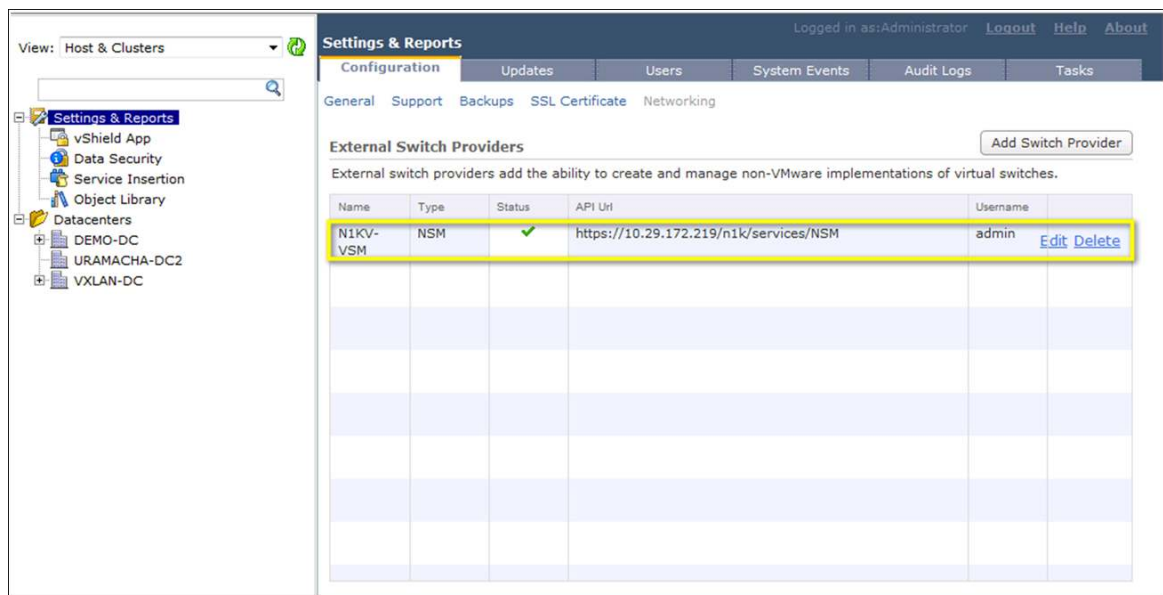 Logged in as:Administrator Logout Help About
View: Host & Clusters
Settings & Reports
Configuration Updates Users System Events Audit Logs Tasks
General Support Backups SSL Certificate Networking
Settings & Reports
vShield App
Data Security
Service Insertion
Object Library
Datacenters
DEMO-DC
URAMACHA-DC2
VXLAN-DC
External Switch Providers
Add Switch Provider
External switch providers add the ability to create and manage non-VMware implementations of virtual switches.
Name Type Status API Url Username
N1KV- NSM https://10.29.172.219/n1k/services/NSM admin Edit Delete
VSM